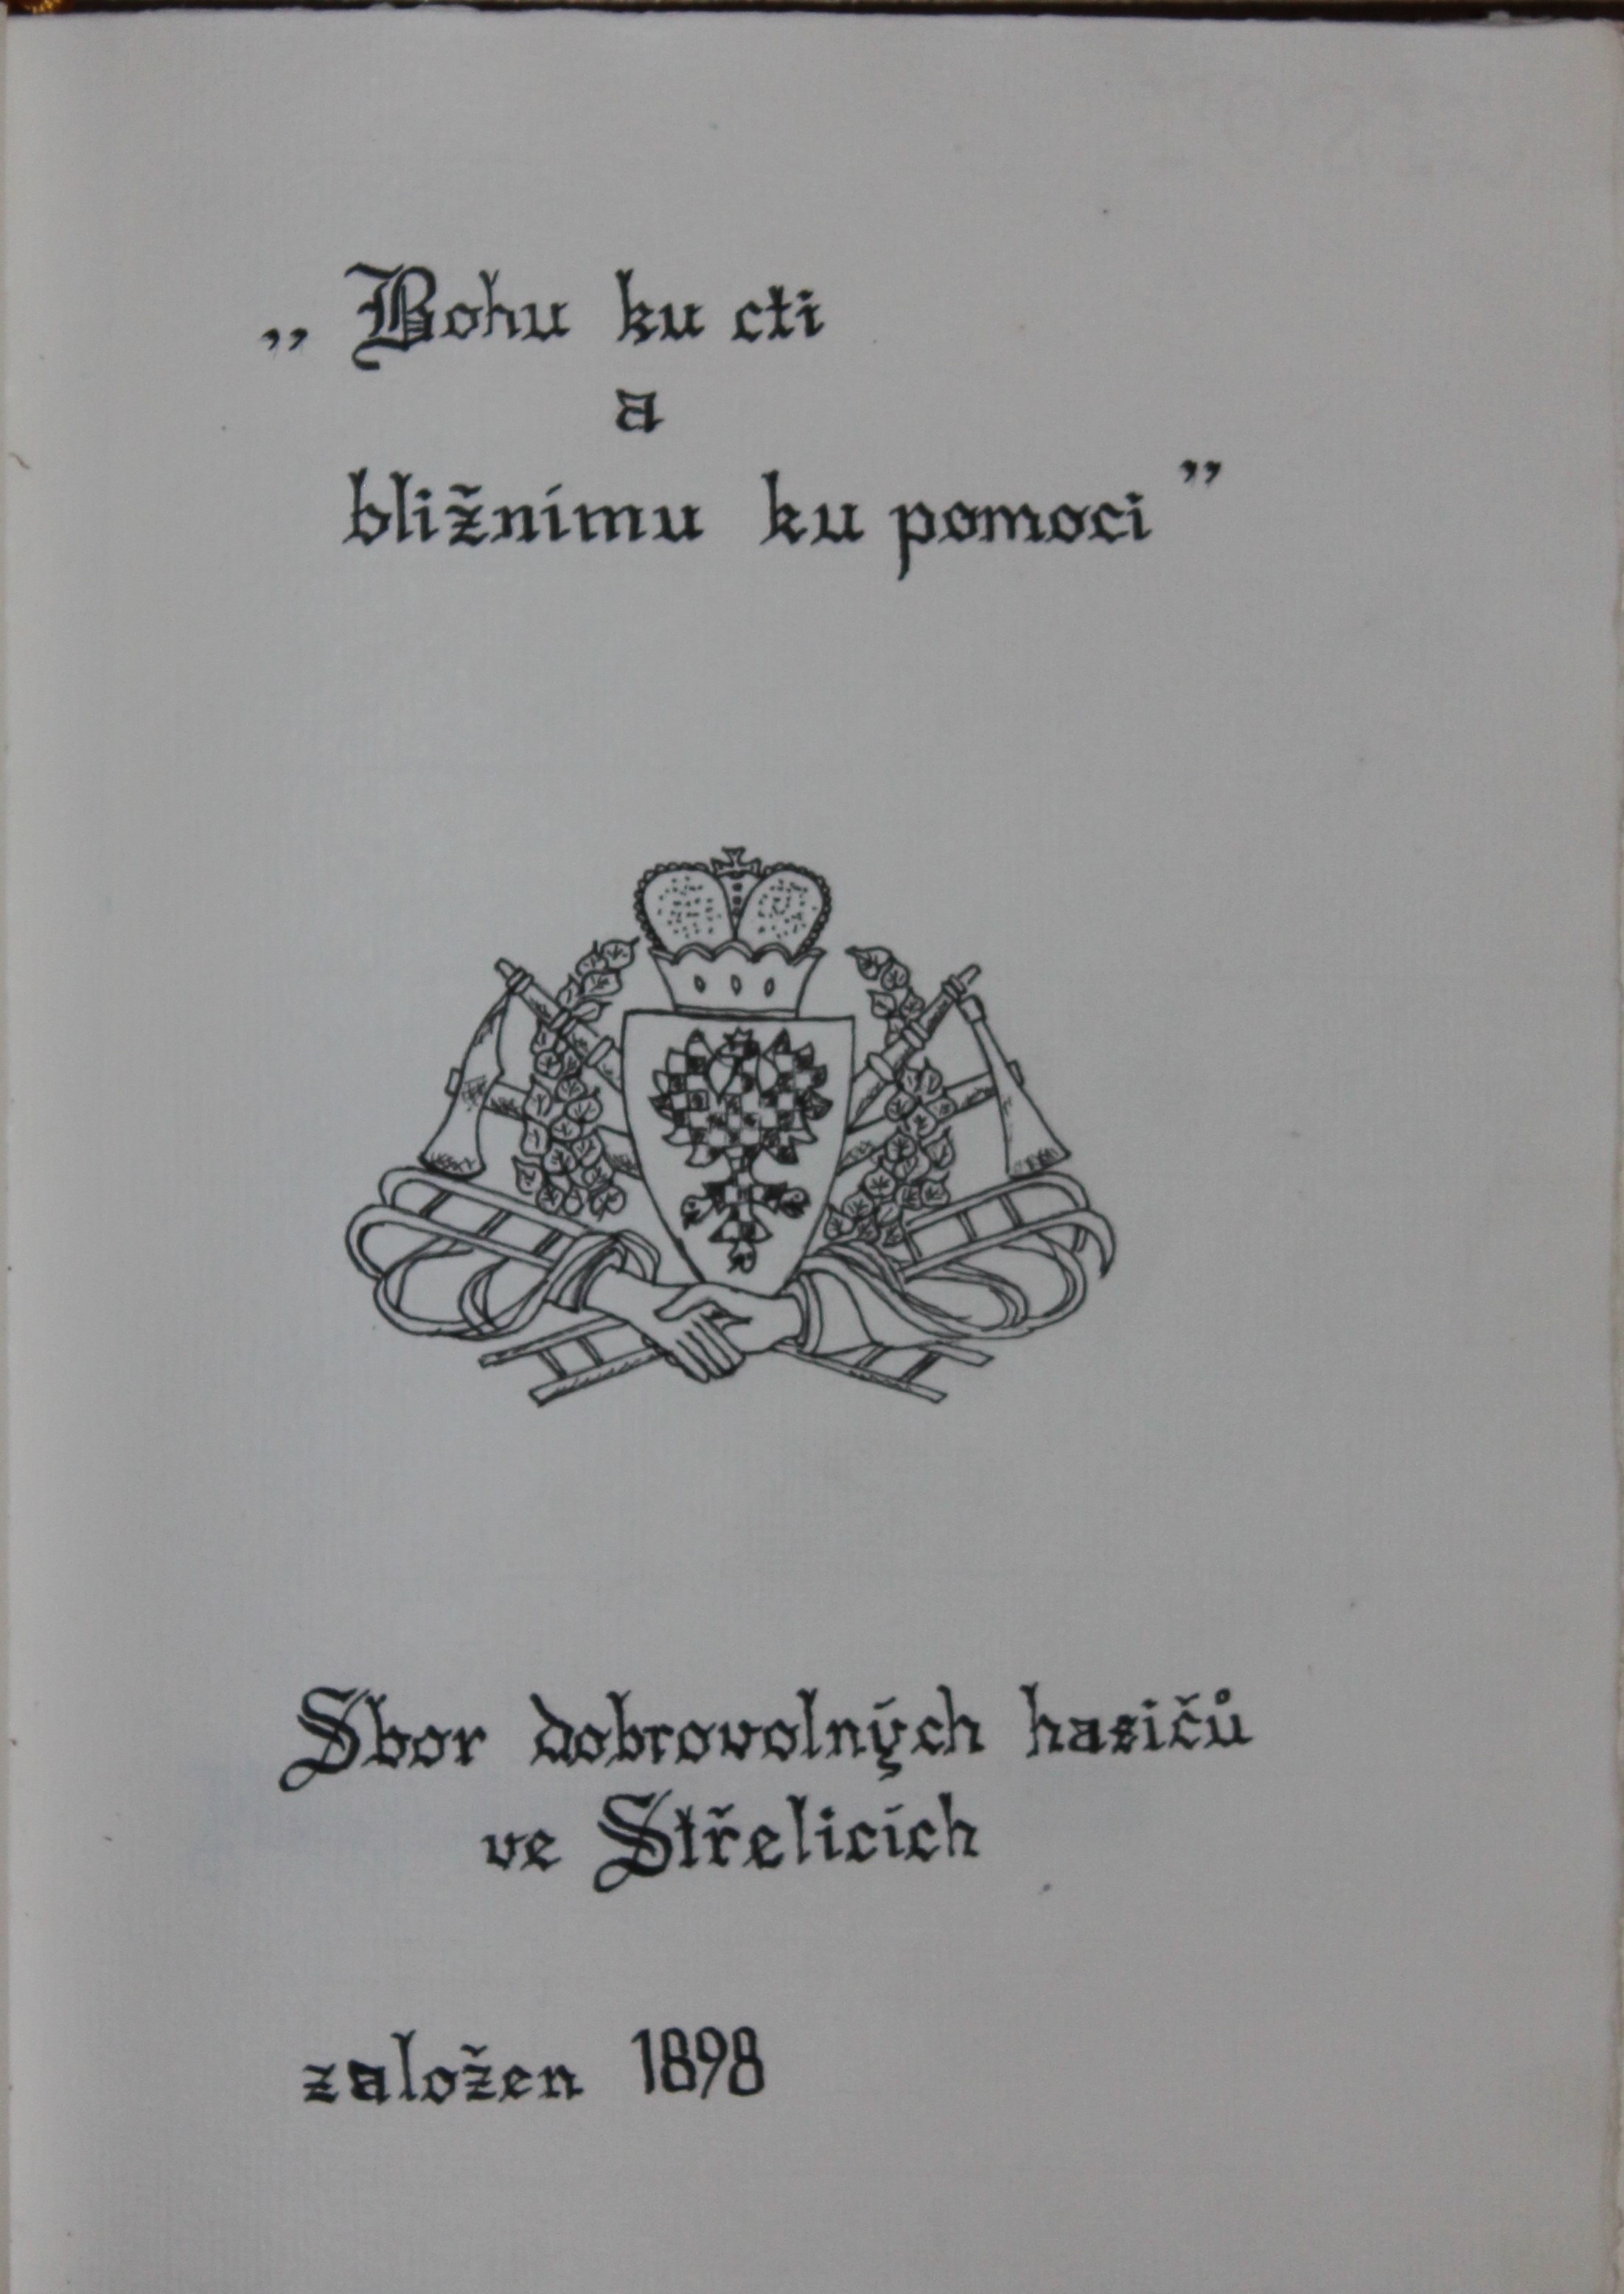 „Bohu ku cti
a
bližnímu ku pomoci”
Sbor dobrovolných hasičů
ve Střelicích
založen 1898